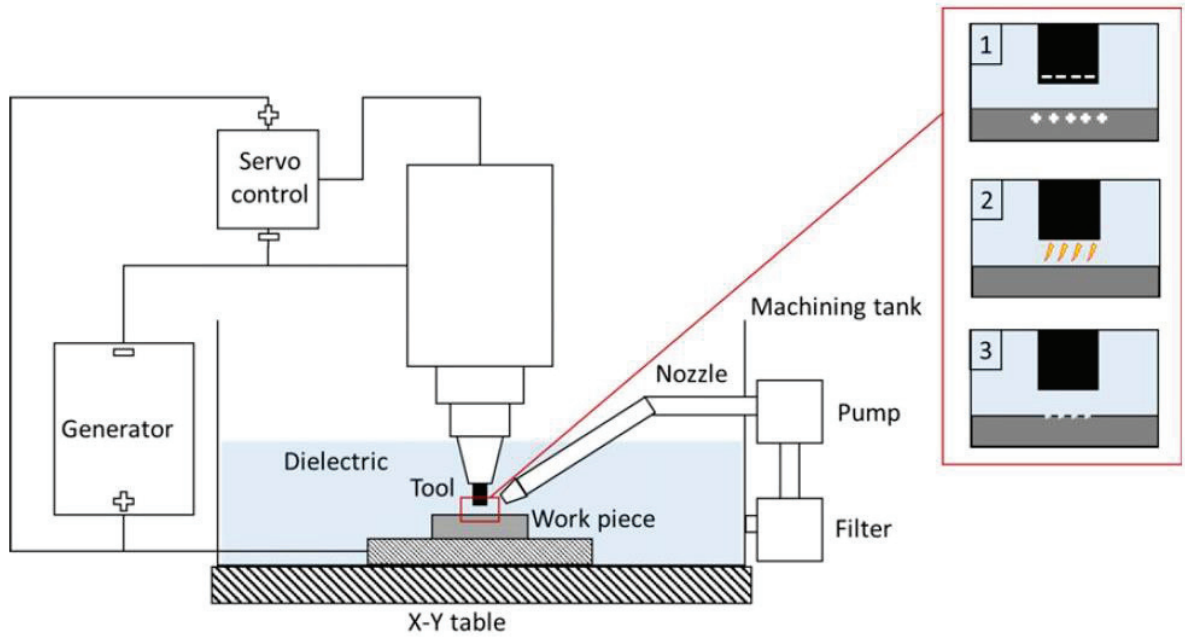 1
Servo
control
2
Machining tank
3
Nozzle
Pump
Generator
Dielectric
Tool
Work piece
Filter
X-Y table